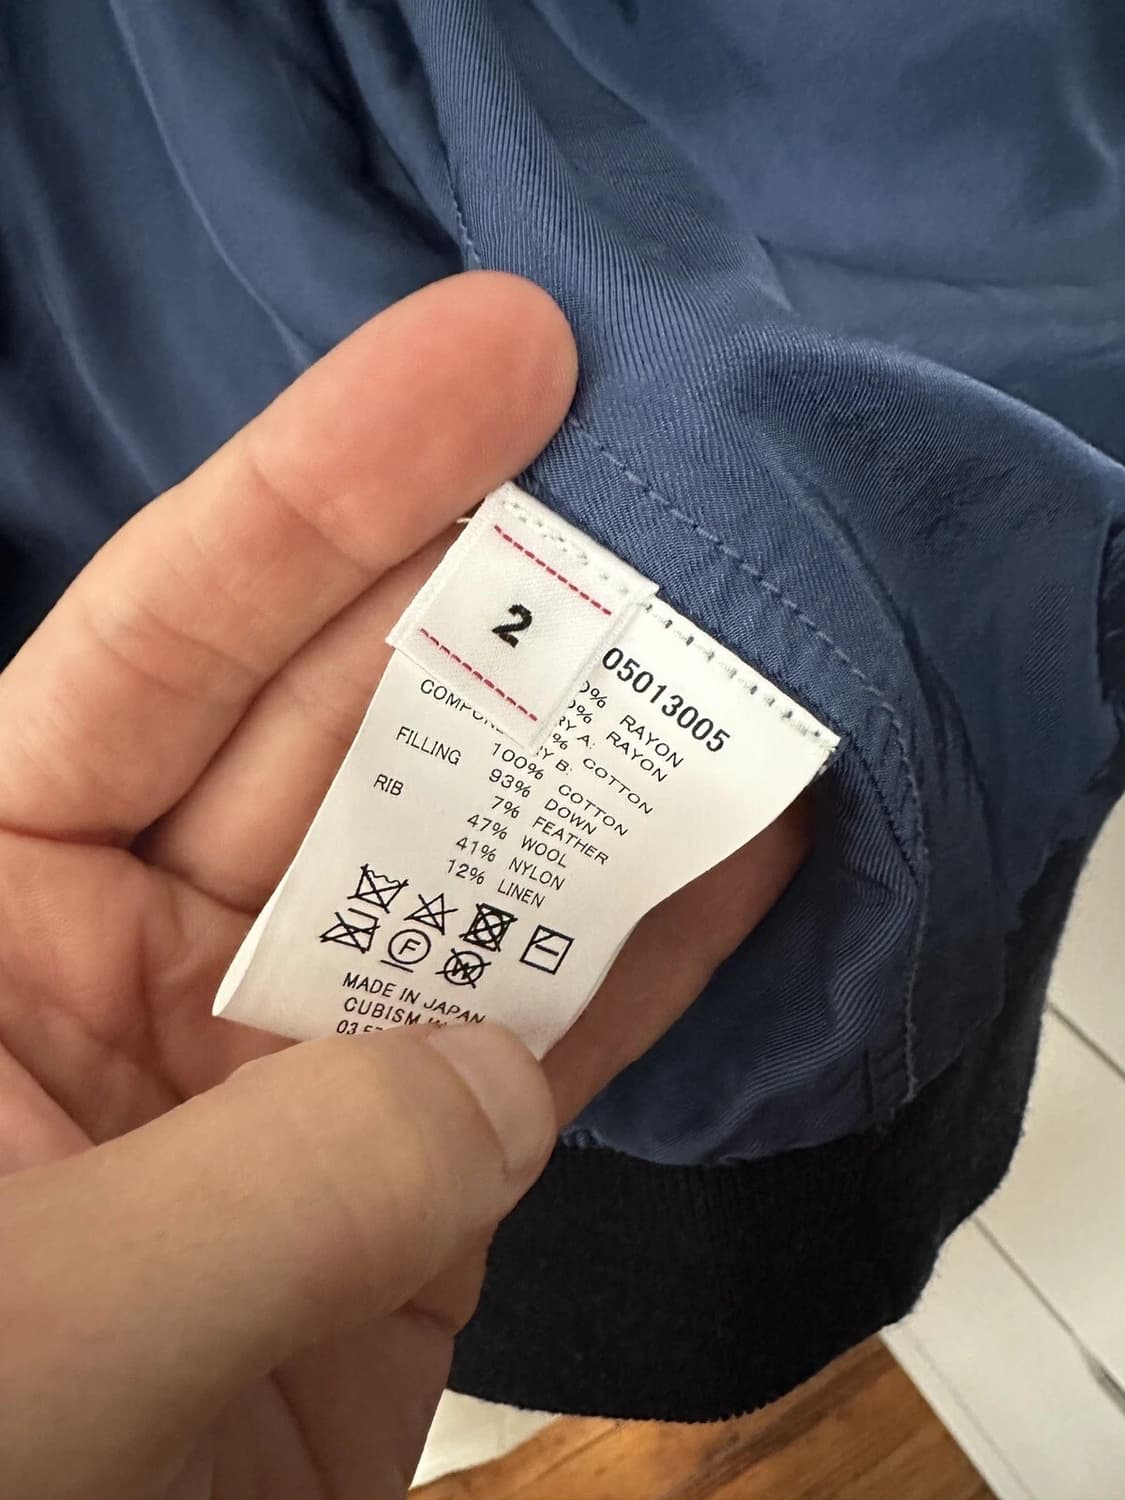 2
05013005
RAYON
RAYON
COTTON
100% COTTON
FILLING 93% DOWN
7% FEATHER
RIB 47% WOOL
41% NYLON
12% LINEN
F
W
MADE IN JAPAN
CUBISM
03